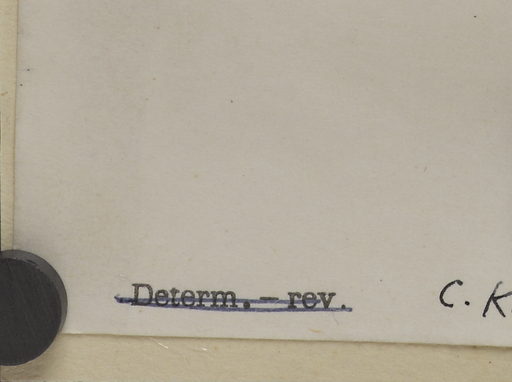 Determ.-rev. C. K